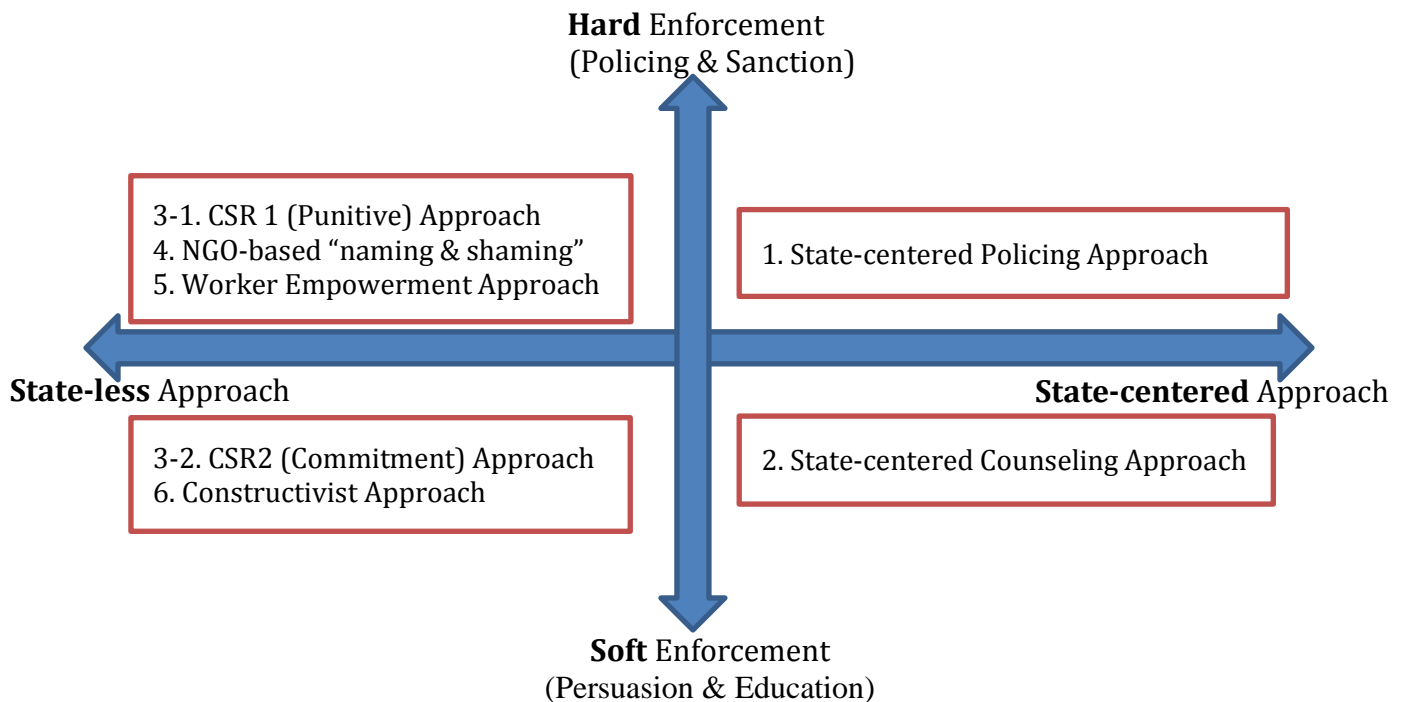 Hard Enforcement
(Policing & Sanction)
3-1. CSR 1 (Punitive) Approach
4. NGO-based “naming & shaming”
5. Worker Empowerment Approach
1. State-centered Policing Approach
State-less Approach
State-centered Approach
3-2. CSR2 (Commitment) Approach
6. Constructivist Approach
2. State-centered Counseling Approach
Soft Enforcement
(Persuasion & Education)